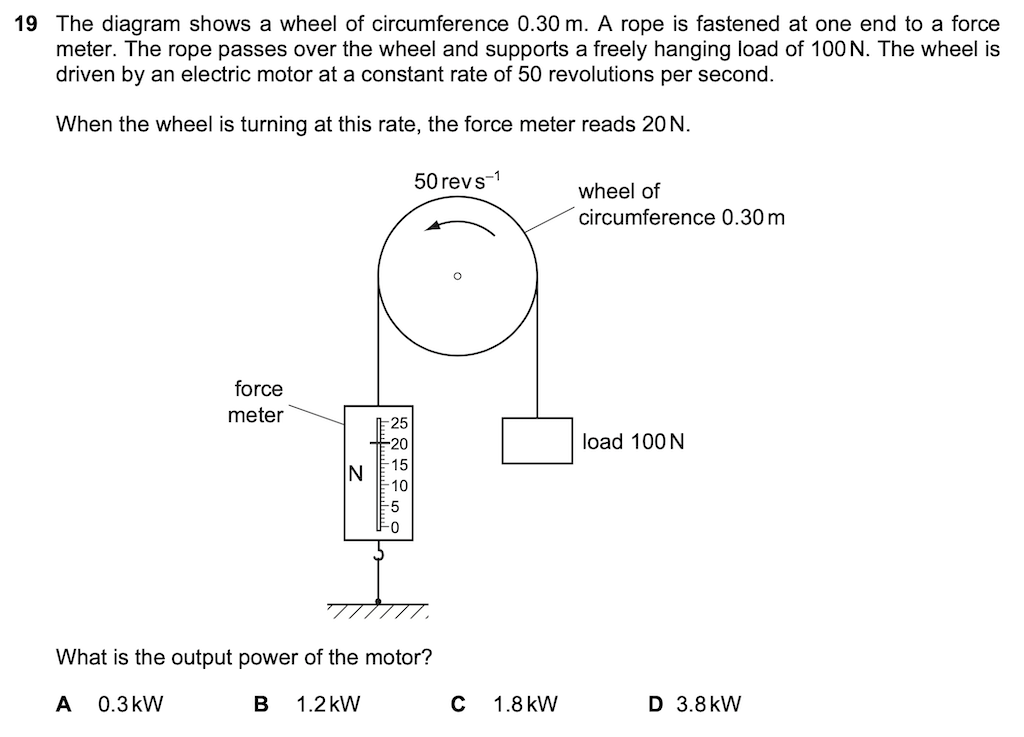 19 The diagram shows a wheel of circumference 0.30 m. A rope is fastened at one end to a force
meter. The rope passes over the wheel and supports a freely hanging load of 100 N. The wheel is
driven by an electric motor at a constant rate of 50 revolutions per second.
When the wheel is turning at this rate, the force meter reads 20 N.
50 rev s⁻¹
wheel of
circumference 0.30 m
force
meter
25
20
15
10
5
0
N
load 100 N
What is the output power of the motor?
A 0.3 kW B 1.2 kW C 1.8 kW D 3.8 kW